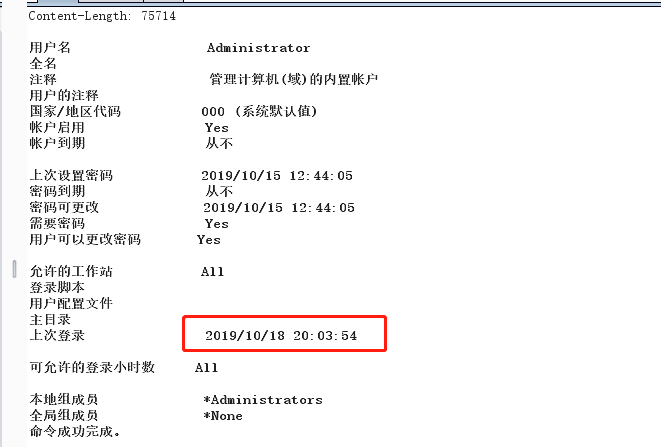 Content-Length: 75714
用户名 Administrator
全名
注释 管理计算机(域)的内置帐户
用户的注释
国家/地区代码 000 (系统默认值)
帐户启用 Yes
帐户到期 从不
上次设置密码 2019/10/15 12:44:05
密码到期 从不
密码可更改 2019/10/15 12:44:05
需要密码 Yes
用户可以更改密码 Yes
允许的工作站 All
登录脚本
用户配置文件
主目录
上次登录 2019/10/18 20:03:54
可允许的登录小时数 All
本地组成员 *Administrators
全局组成员 *None
命令成功完成。